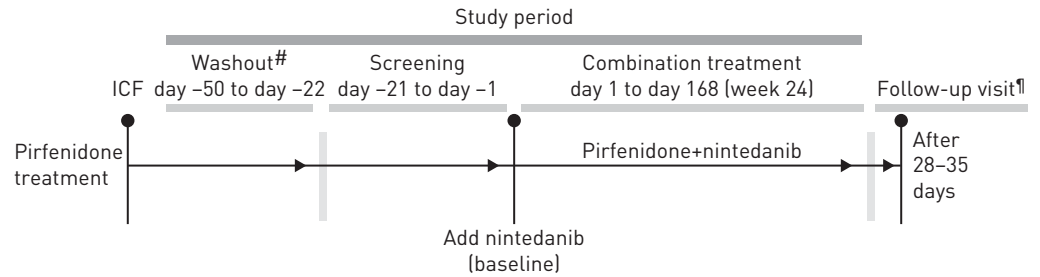 Study period
Washout#
day –50 to day –22
Screening
day –21 to day –1
Combination treatment
day 1 to day 168 (week 24)
ICF
Follow-up visit¶
Pirfenidone
treatment
Pirfenidone+nintedanib
After
28–35
days
Add nintedanib
(baseline)